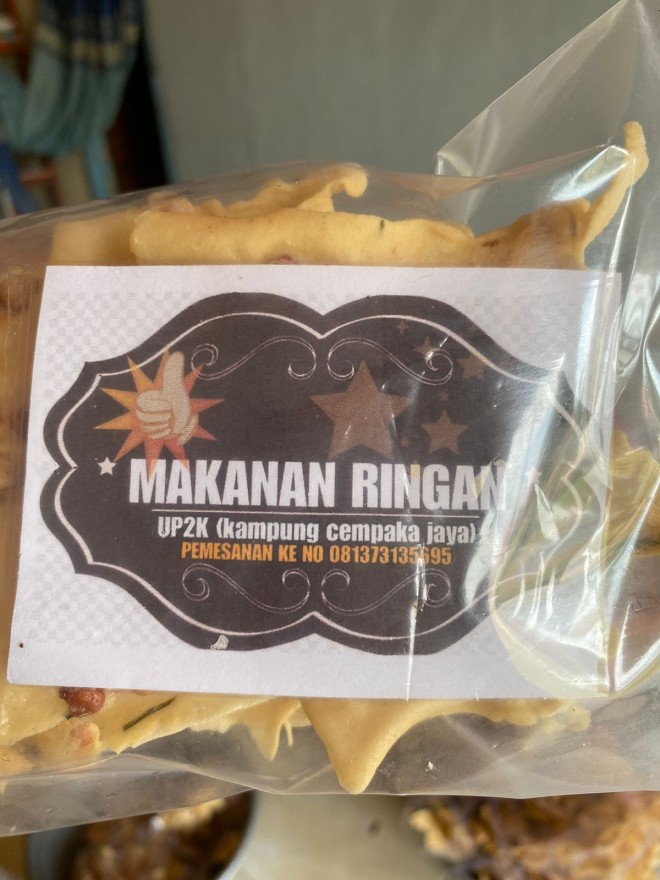 MAKANAN RINGAN
UP2K (kampung cempaka jaya)
PEMESANAN KE NO 081373135695